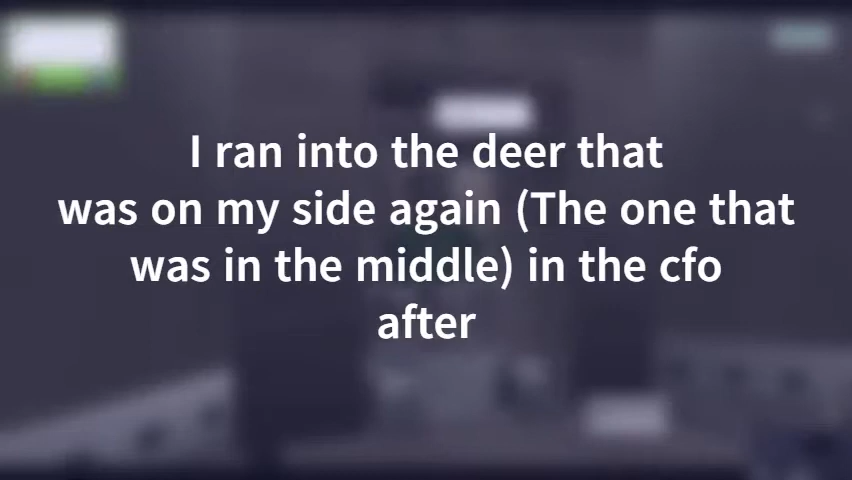 I ran into the deer that
was on my side again (The one that
was in the middle) in the cfo
after